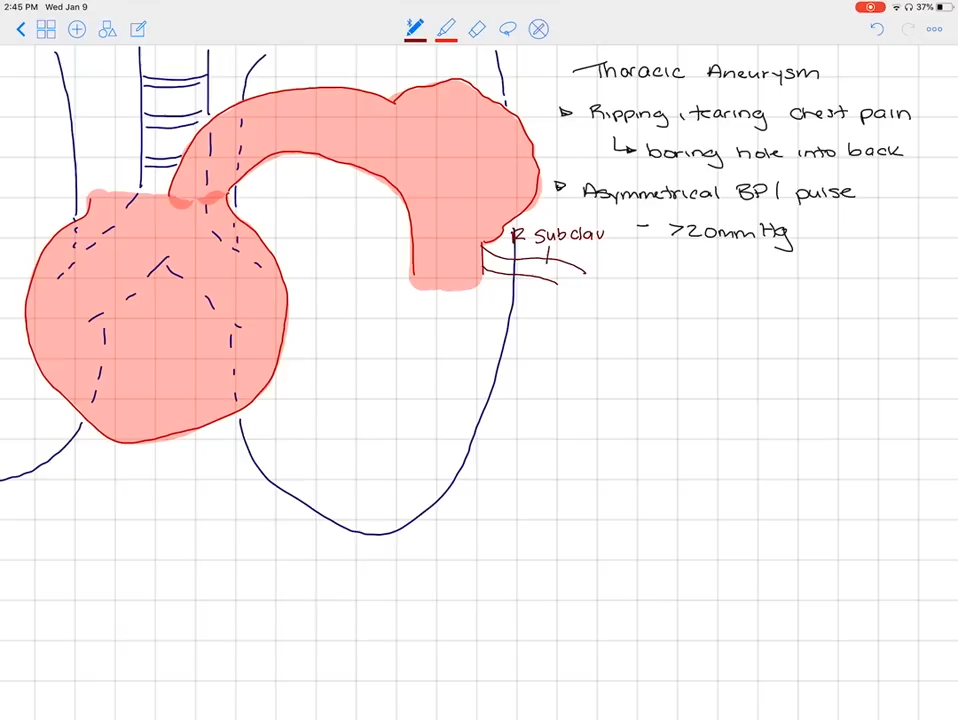 2:45 PM Wed Jan 9
37%
Thoracic Aneurysm
Ripping, tearing chest pain
boring hole into back
Asymmetrical BP/ pulse
R Subclav
- >20mmHg